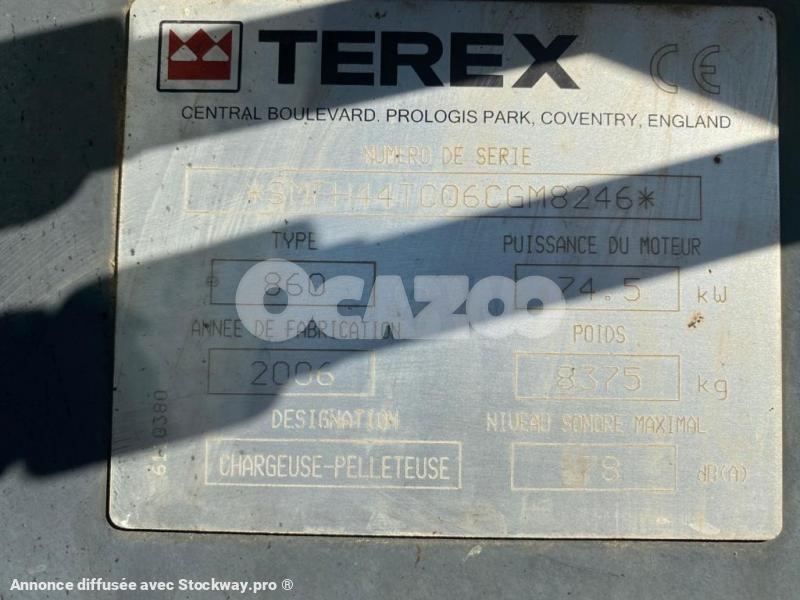 TEREX CE
CENTRAL BOULEVARD. PROLOGIS PARK, COVENTRY, ENGLAND
NUMERO DE SERIE
*SMFH44TC06CGM8246*
TYPE PUISSANCE DU MOTEUR
860 74.5 kW
OCAZOO
ANNEE DE FABRICATION POIDS
2006 8375 kg
DESIGNATION NIVEAU SONORE MAXIMAL
CHARGEUSE-PELLETEUSE 78 dB(A)
Annonce diffusée avec Stockway.pro ®